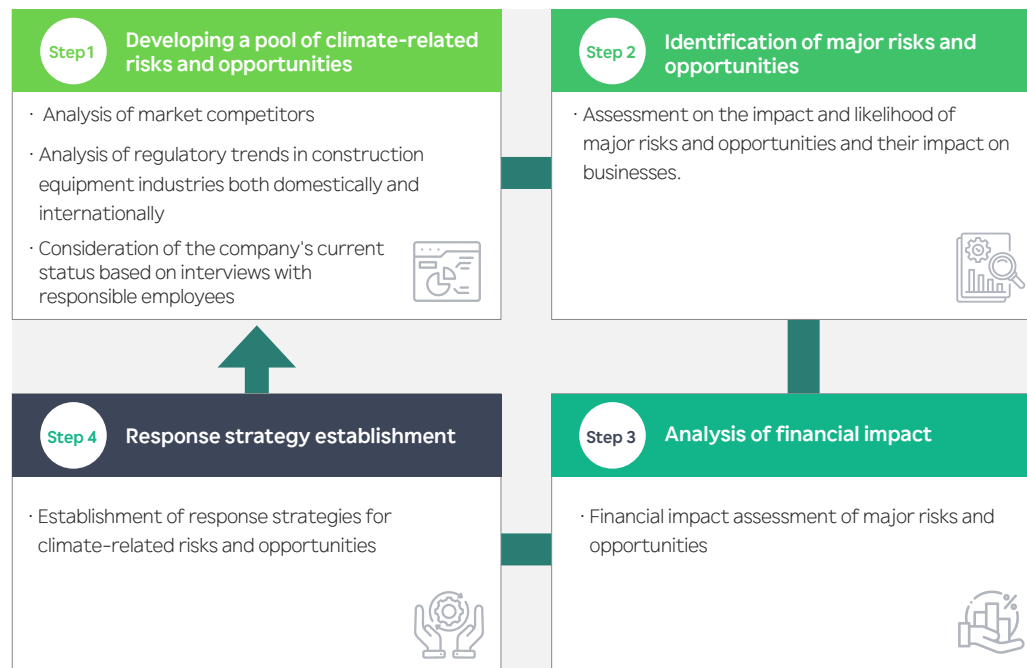 Step1
Developing a pool of climate-related
risks and opportunities
· Analysis of market competitors
· Analysis of regulatory trends in construction
equipment industries both domestically and
internationally
· Consideration of the company's current
status based on interviews with
responsible employees
Step 2
Identification of major risks and
opportunities
· Assessment on the impact and likelihood of
major risks and opportunities and their impact on
businesses.
Step 3
Analysis of financial impact
· Financial impact assessment of major risks and
opportunities
Step 4
Response strategy establishment
· Establishment of response strategies for
climate-related risks and opportunities
%